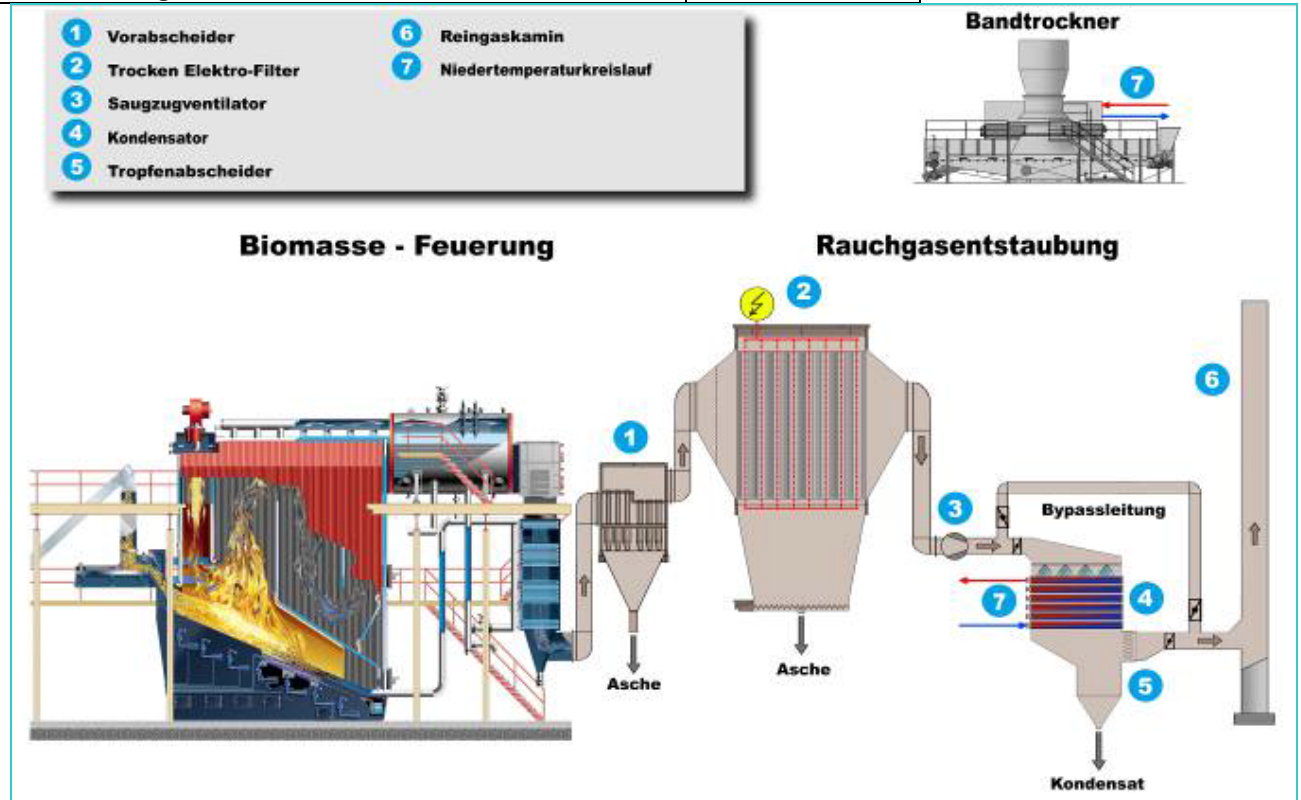 1 Vorabscheider
2 Trocken Elektro-Filter
3 Saugzugventilator
4 Kondensator
5 Tropfenabscheider
6 Reingaskamin
7 Niedertemperaturkreislauf
Bandtrockner
7
Biomasse - Feuerung
Rauchgasentstaubung
2
6
1
3
Bypassleitung
7
4
Asche
Asche
5
Kondensat